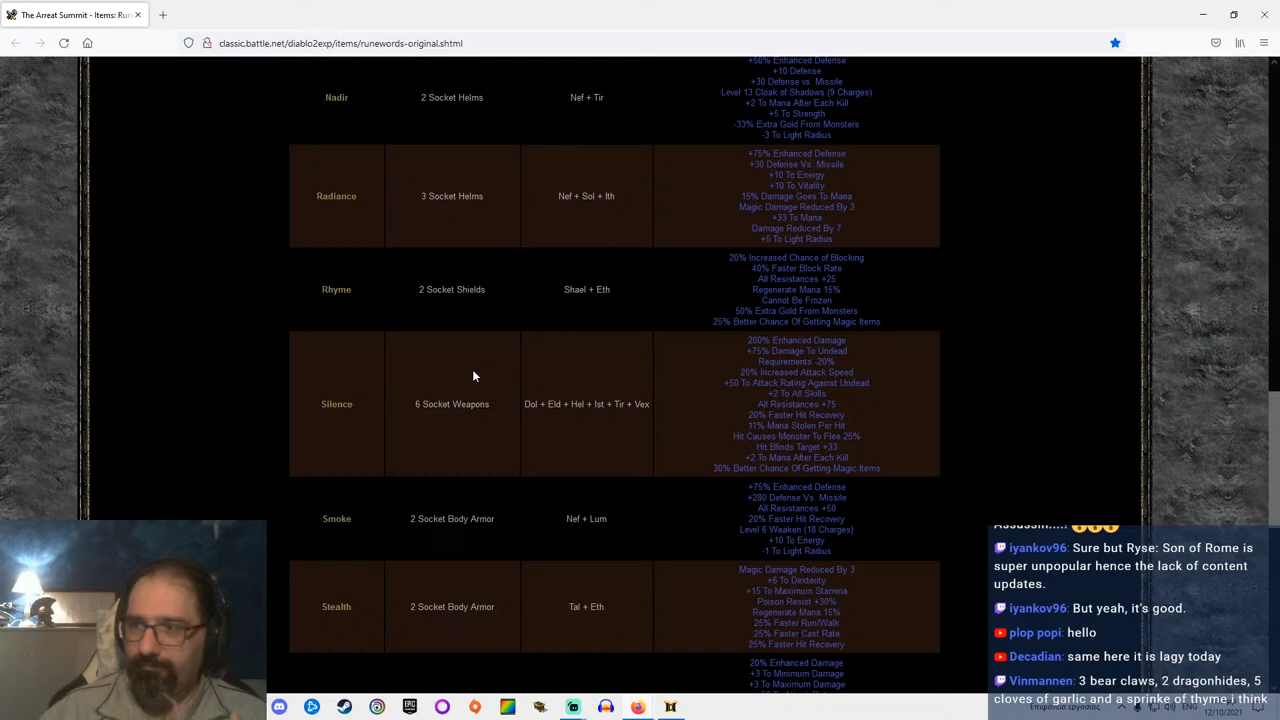 The Arreat Summit - Items: Run
classic.battle.net/diablo2exp/items/runewords-original.shtml
+50% Enhanced Defense
+10 Defense
+30 Defense vs. Missile
Level 13 Cloak of Shadows (9 Charges)
+2 To Mana After Each Kill
+5 To Strength
-33% Extra Gold From Monsters
-3 To Light Radius
Nadir
2 Socket Helms
Nef + Tir
+75% Enhanced Defense
+30 Defense Vs. Missile
+10 To Energy
+10 To Vitality
15% Damage Goes To Mana
Magic Damage Reduced By 3
+33 To Mana
Damage Reduced By 7
+5 To Light Radius
Radiance
3 Socket Helms
Nef + Sol + Ith
20% Increased Chance of Blocking
40% Faster Block Rate
All Resistances +25
Regenerate Mana 15%
Cannot Be Frozen
50% Extra Gold From Monsters
25% Better Chance Of Getting Magic Items
Rhyme
2 Socket Shields
Shael + Eth
200% Enhanced Damage
+75% Damage To Undead
Requirements -20%
20% Increased Attack Speed
+50 To Attack Rating Against Undead
+2 To All Skills
All Resistances +75
20% Faster Hit Recovery
11% Mana Stolen Per Hit
Hit Causes Monster To Flee 25%
Hit Blinds Target +33
+2 To Mana After Each Kill
30% Better Chance Of Getting Magic Items
Silence
6 Socket Weapons
Dol + Eld + Hel + Ist + Tir + Vex
+75% Enhanced Defense
+280 Defense Vs. Missile
All Resistances +50
20% Faster Hit Recovery
Level 6 Weaken (18 Charges)
+10 To Energy
-1 To Light Radius
Smoke
2 Socket Body Armor
Nef + Lum
Magic Damage Reduced By 3
+6 To Dexterity
+15 To Maximum Stamina
Poison Resist +30%
Regenerate Mana 15%
25% Faster Run/Walk
25% Faster Cast Rate
25% Faster Hit Recovery
Stealth
2 Socket Body Armor
Tal + Eth
20% Enhanced Damage
+3 To Minimum Damage
+3 To Maximum Damage
Assassin.....!
iyankov96: Sure but Ryse: Son of Rome is
super unpopular hence the lack of content
updates.
iyankov96: But yeah, it's good.
plop popi: hello
Decadian: same here it is lagy today
Vinmannen: 3 bear claws, 2 dragonhides, 5
cloves of garlic and a sprinke of thyme i think
EPIC
GAMES
Επιφάνεια εργασίας
12/10/2021